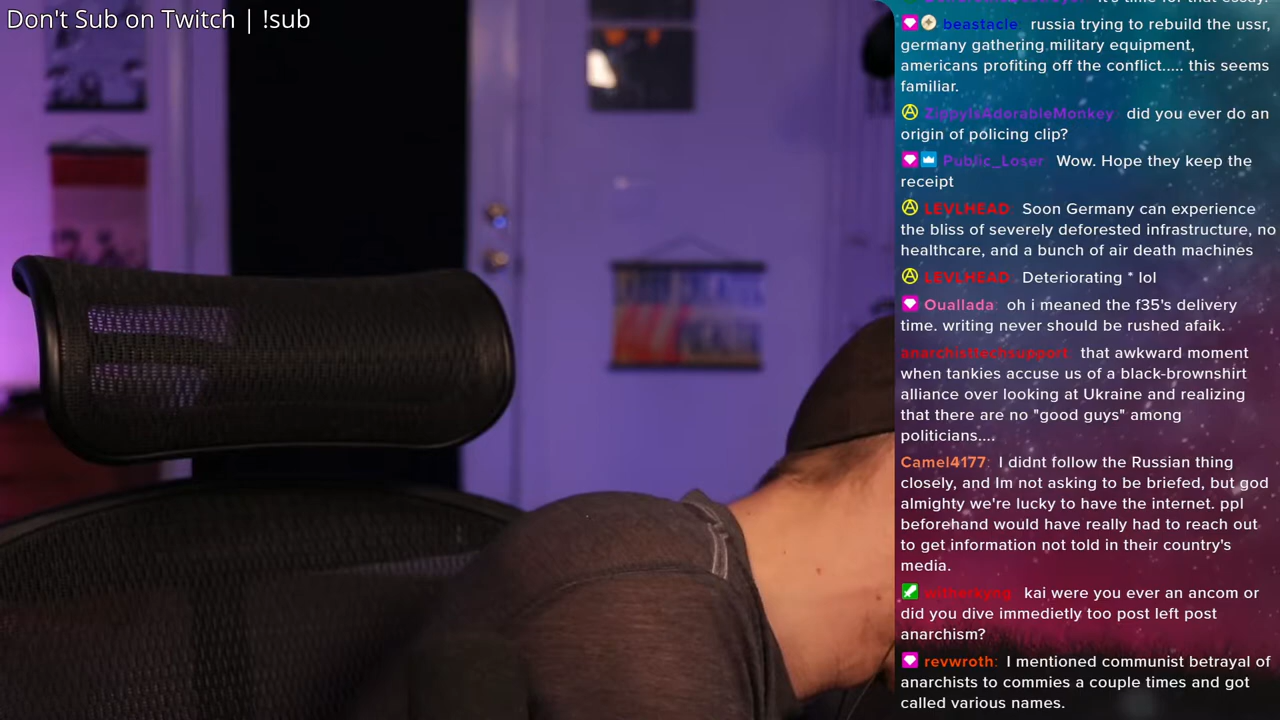 Don't Sub on Twitch | !sub
beastacle: russia trying to rebuild the ussr,
germany gathering military equipment,
americans profiting off the conflict..... this seems
familiar.
ZippyIsAdorableMonkey: did you ever do an
origin of policing clip?
Public_Loser: Wow. Hope they keep the
receipt
LEVLHEAD: Soon Germany can experience
the bliss of severely deforested infrastructure, no
healthcare, and a bunch of air death machines
LEVLHEAD: Deteriorating * lol
Ouallada: oh i meaned the f35's delivery
time. writing never should be rushed afaik.
anarchisttechsupport: that awkward moment
when tankies accuse us of a black-brownshirt
alliance over looking at Ukraine and realizing
that there are no "good guys" among
politicians....
Camel4177: I didnt follow the Russian thing
closely, and Im not asking to be briefed, but god
almighty we're lucky to have the internet. ppl
beforehand would have really had to reach out
to get information not told in their country's
media.
witherkyng: kai were you ever an ancom or
did you dive immedietly too post left post
anarchism?
revwroth: I mentioned communist betrayal of
anarchists to commies a couple times and got
called various names.